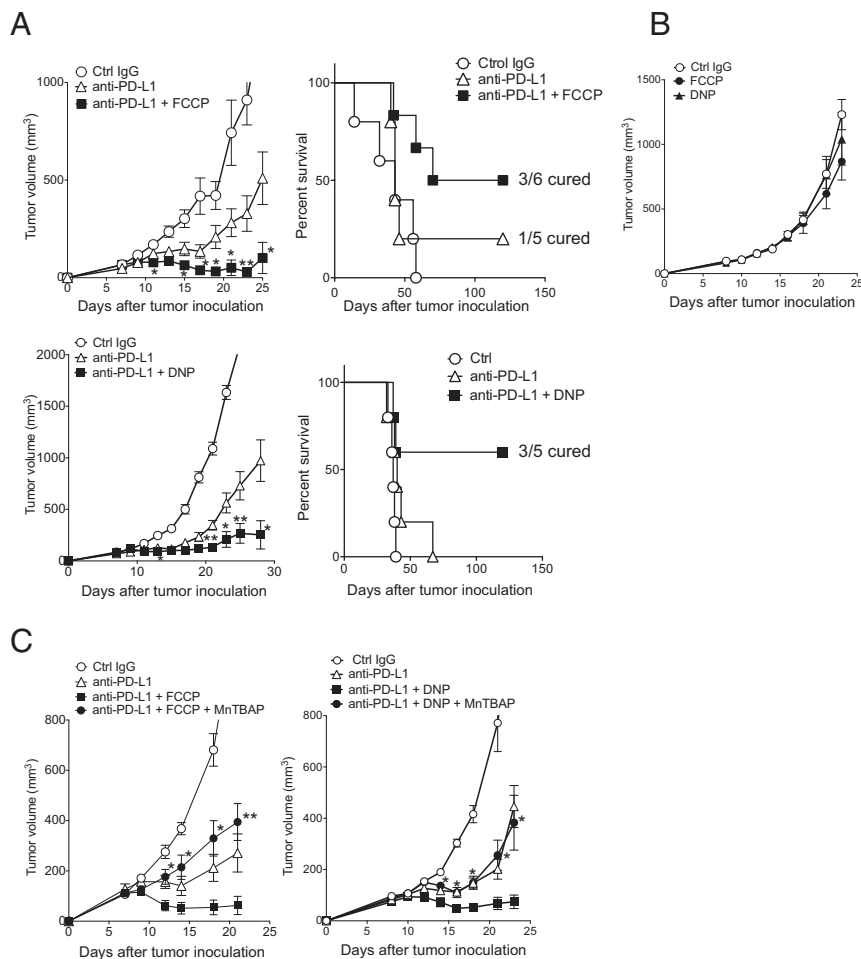 A
Ctrl IgG
anti-PD-L1
anti-PD-L1 + FCCP
Tumor volume (mm³)
1000
500
0
0 5 10 15 20 25
* * * * * ** *
Days after tumor inoculation
Ctrol IgG
anti-PD-L1
anti-PD-L1 + FCCP
Percent survival
100
50
0
3/6 cured
1/5 cured
0 50 100 150
Days after tumor inoculation
B
Ctrl IgG
FCCP
DNP
Tumor volume (mm³)
1500
1000
500
0
0 5 10 15 20 25
Days after tumor inoculation
Ctrl IgG
anti-PD-L1
anti-PD-L1 + DNP
Tumor volume (mm³)
2000
1500
1000
500
0
* ** * ** *
0 10 20 30
Days after tumor inoculation
Ctrl
anti-PD-L1
anti-PD-L1 + DNP
Percent survival
100
50
0
3/5 cured
0 50 100 150
Days after tumor inoculation
C
Ctrl IgG
anti-PD-L1
anti-PD-L1 + FCCP
anti-PD-L1 + FCCP + MnTBAP
Tumor volume (mm³)
800
600
400
200
0
* * * **
0 5 10 15 20 25
Days after tumor inoculation
Ctrl IgG
anti-PD-L1
anti-PD-L1 + DNP
anti-PD-L1 + DNP + MnTBAP
Tumor volume (mm³)
800
600
400
200
0
* * * * *
0 5 10 15 20 25
Days after tumor inoculation